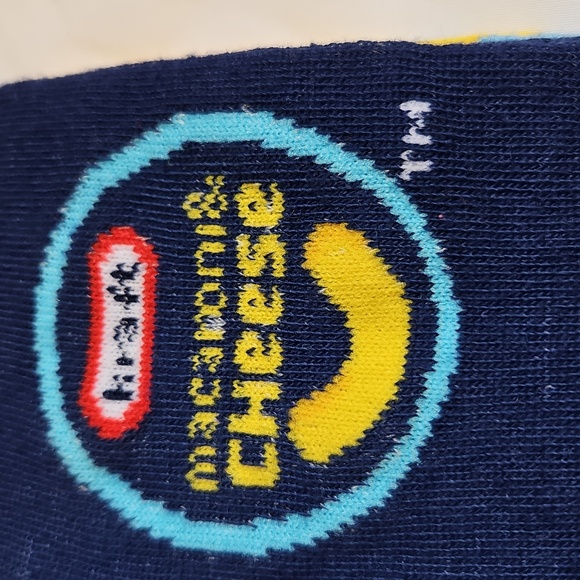 Kraft
macaroni &
CHeese
TM